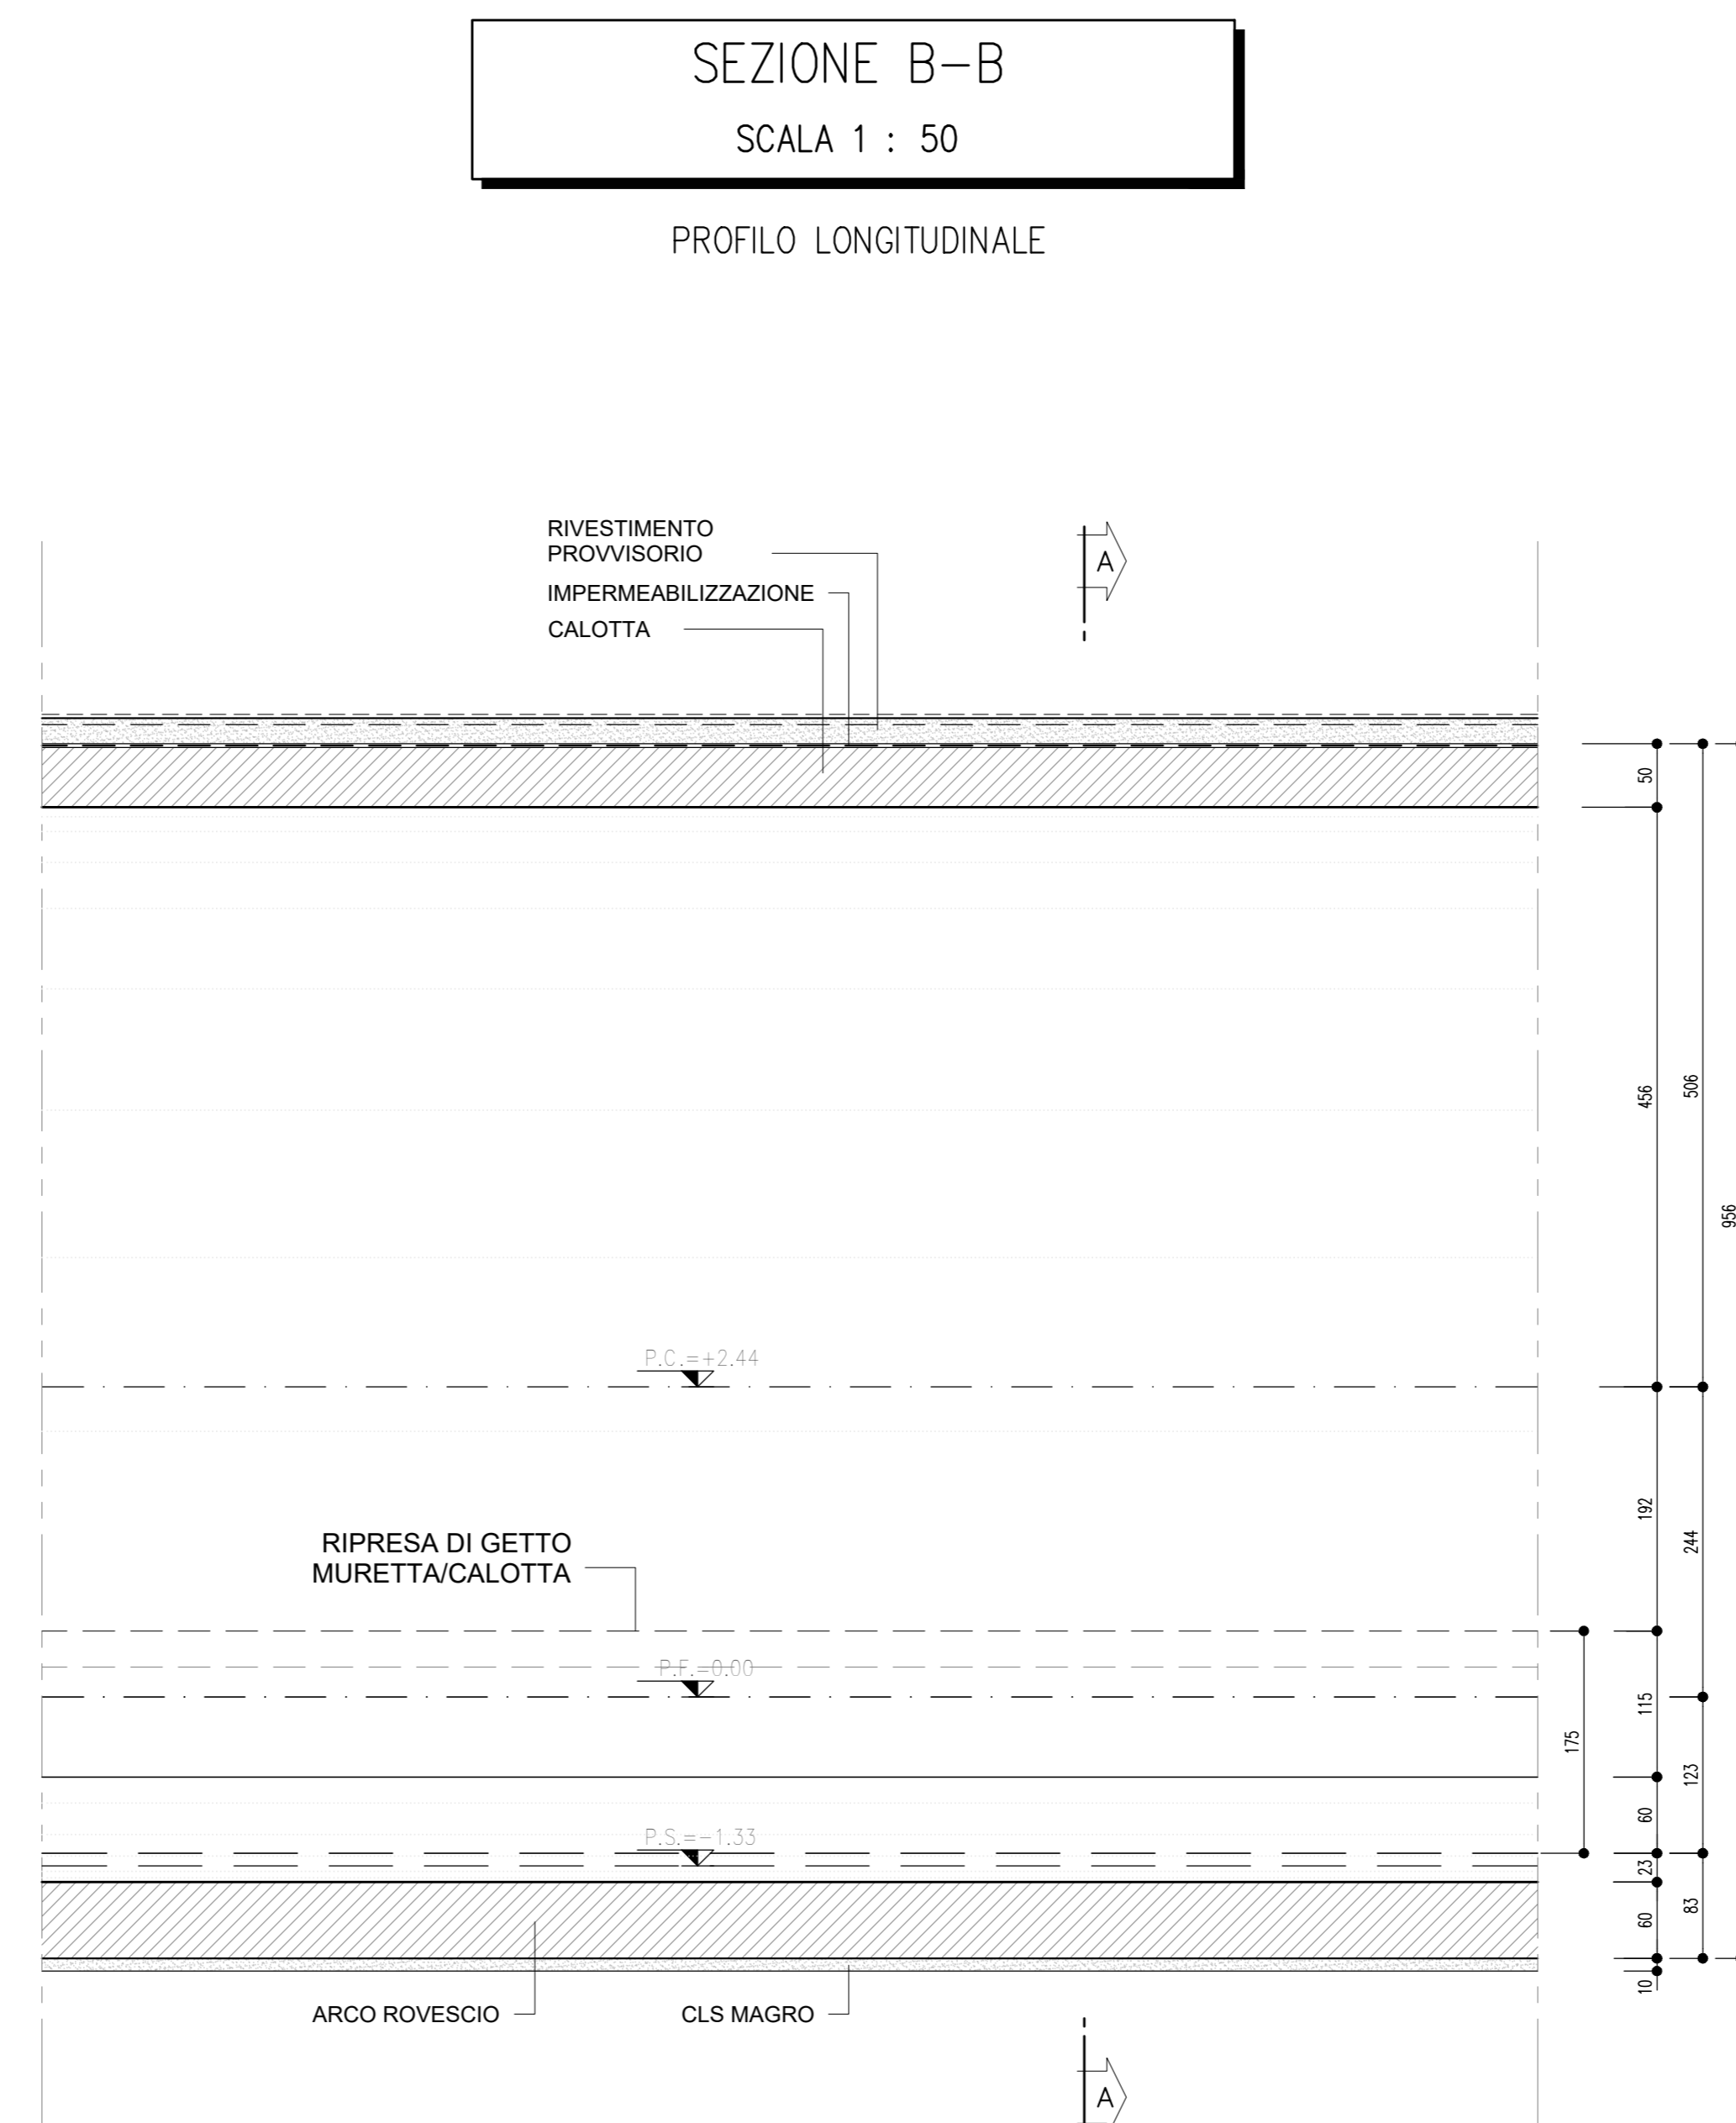 SEZIONE B-B
SCALA 1 : 50
PROFILO LONGITUDINALE
RIVESTIMENTO
PROVVISORIO
IMPERMEABILIZZAZIONE
CALOTTA
A
50
456
506
956
P.C.=+2.44
192
244
RIPRESA DI GETTO
MURETTA/CALOTTA
P.F.=0.00
115
175
123
60
P.S.=-1.33
23
60
83
10
ARCO ROVESCIO
CLS MAGRO
A